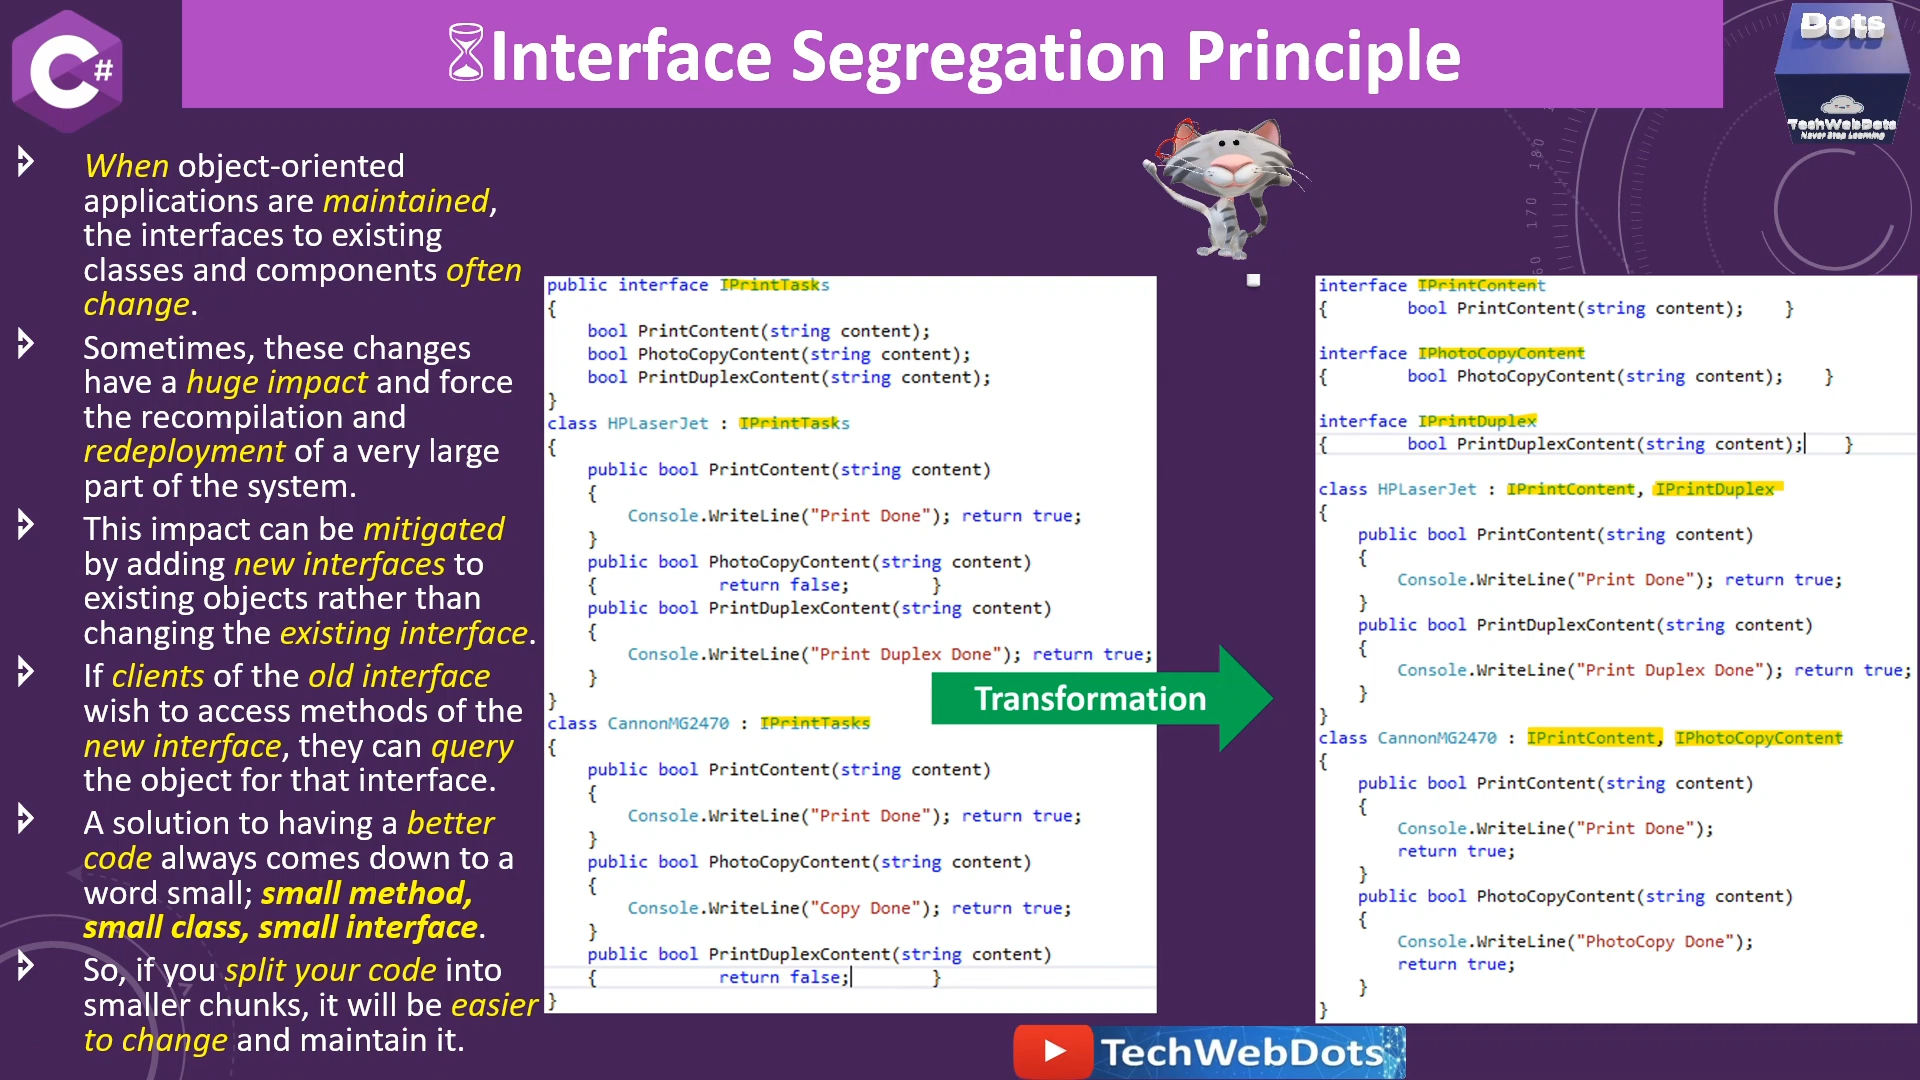 C#
Interface Segregation Principle
Dots
TechWebDots
Never Stop Learning
When object-oriented
applications are maintained,
the interfaces to existing
classes and components often
change.
Sometimes, these changes
have a huge impact and force
the recompilation and
redeployment of a very large
part of the system.
This impact can be mitigated
by adding new interfaces to
existing objects rather than
changing the existing interface.
If clients of the old interface
wish to access methods of the
new interface, they can query
the object for that interface.
A solution to having a better
code always comes down to a
word small; small method,
small class, small interface.
So, if you split your code into
smaller chunks, it will be easier
to change and maintain it.
public interface IPrintTasks
{
bool PrintContent(string content);
bool PhotoCopyContent(string content);
bool PrintDuplexContent(string content);
}
class HPLaserJet : IPrintTasks
{
public bool PrintContent(string content)
{
Console.WriteLine("Print Done"); return true;
}
public bool PhotoCopyContent(string content)
{ return false; }
public bool PrintDuplexContent(string content)
{
Console.WriteLine("Print Duplex Done"); return true;
}
}
class CannonMG2470 : IPrintTasks
{
public bool PrintContent(string content)
{
Console.WriteLine("Print Done"); return true;
}
public bool PhotoCopyContent(string content)
{
Console.WriteLine("Copy Done"); return true;
}
public bool PrintDuplexContent(string content)
{ return false; }
}
Transformation
interface IPrintContent
{ bool PrintContent(string content); }
interface IPhotoCopyContent
{ bool PhotoCopyContent(string content); }
interface IPrintDuplex
{ bool PrintDuplexContent(string content); }
class HPLaserJet : IPrintContent, IPrintDuplex
{
public bool PrintContent(string content)
{
Console.WriteLine("Print Done"); return true;
}
public bool PrintDuplexContent(string content)
{
Console.WriteLine("Print Duplex Done"); return true;
}
}
class CannonMG2470 : IPrintContent, IPhotoCopyContent
{
public bool PrintContent(string content)
{
Console.WriteLine("Print Done");
return true;
}
public bool PhotoCopyContent(string content)
{
Console.WriteLine("PhotoCopy Done");
return true;
}
}
180
170
TechWebDots